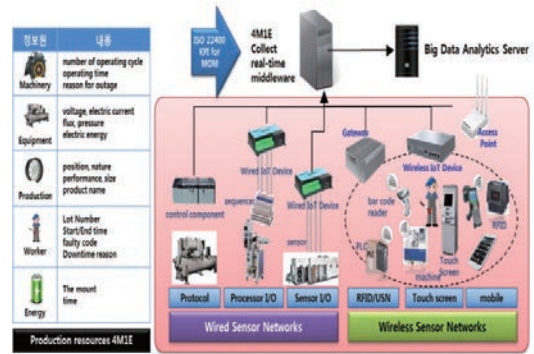 정보원 내용
Machinery
number of operating cycle
operating time
reason for outage
Equipment
voltage, electric current
flux, pressure
electric energy
Production
position, nature
performance, size
product name
Worker
Lot Number
Start/End time
faulty code
Downtime reason
Energy
The mount
time
Production resources 4M1E
ISO 22400
KPI for
MOM
4M1E
Collect
real-time
middleware
Big Data Analytics Server
Gateway
Access
Point
Wired IoT Device
Wireless IoT Device
control component
sequencer
Wired IoT Device
sensor
bar code
reader
RFID
PLC
machine
Touch
Screen
Protocol
Processor I/O
Sensor I/O
RFID/USN
Touch screen
mobile
Wired Sensor Networks
Wireless Sensor Networks